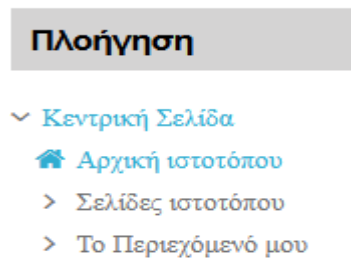 Πλοήγηση
Κεντρική Σελίδα
Αρχική ιστοτόπου
Σελίδες ιστοτόπου
Το Περιεχόμενό μου